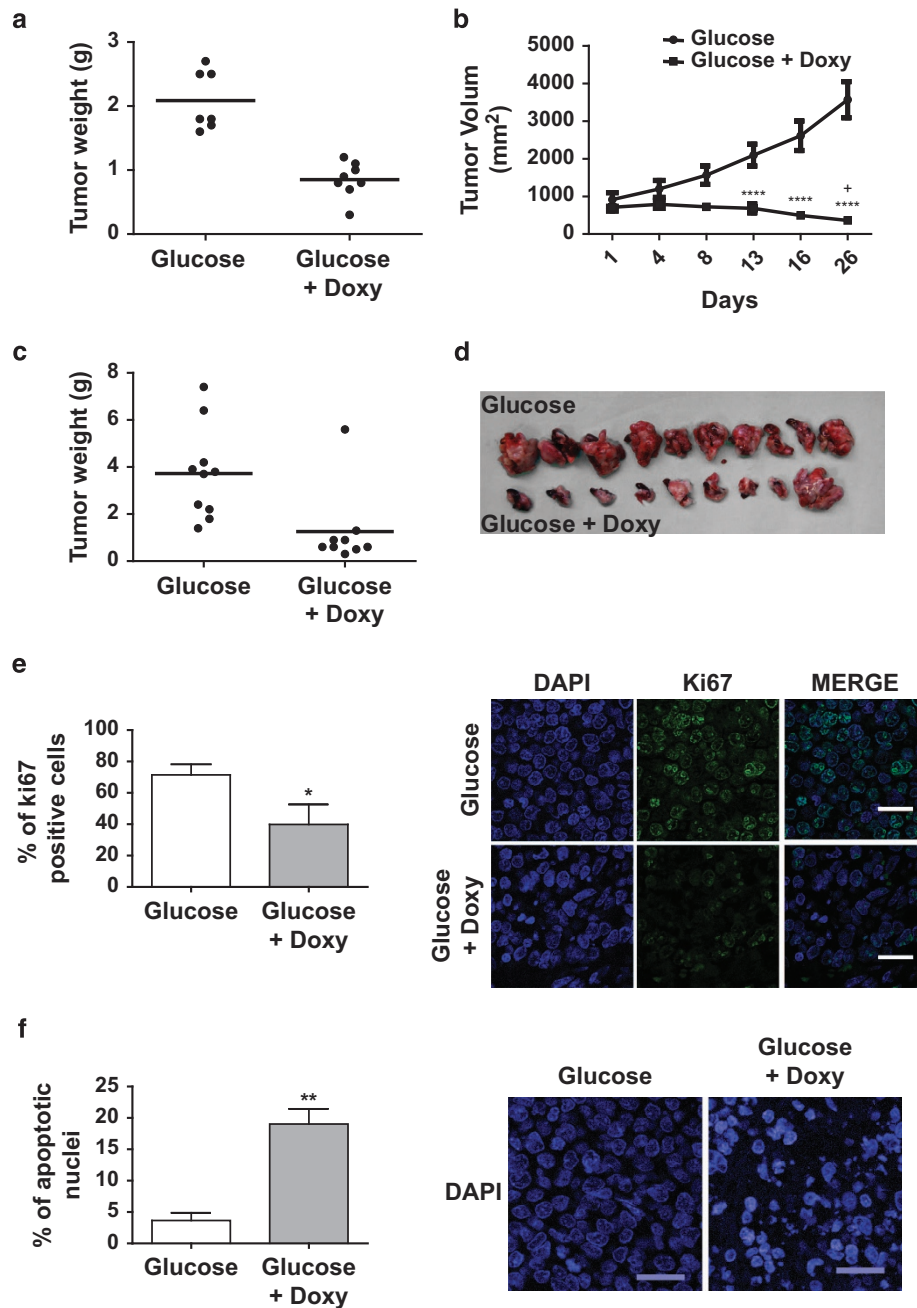 a
Tumor weight (g)
3
2
1
0
Glucose
Glucose
+ Doxy
b
Tumor Volum
(mm2)
5000
4000
3000
2000
1000
0
Glucose
Glucose + Doxy
****
****
+
****
1
4
8
13
16
26
Days
c
Tumor weight (g)
8
6
4
2
0
Glucose
Glucose
+ Doxy
d
Glucose
Glucose + Doxy
e
% of ki67
positive cells
100
80
60
40
20
0
*
Glucose
Glucose
+ Doxy
DAPI
Ki67
MERGE
Glucose
Glucose
+ Doxy
f
% of apoptotic
nuclei
25
20
15
10
5
0
**
Glucose
Glucose
+ Doxy
Glucose
Glucose
+ Doxy
DAPI